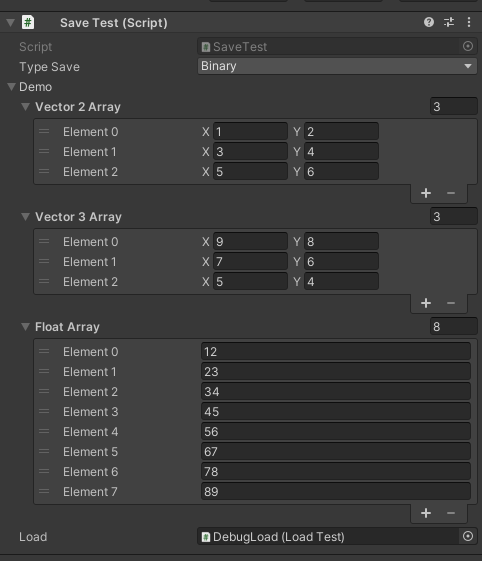 Save Test (Script)
Script SaveTest
Type Save Binary
Demo
Vector 2 Array 3
Element 0 X 1 Y 2
Element 1 X 3 Y 4
Element 2 X 5 Y 6
+ −
Vector 3 Array 3
Element 0 X 9 Y 8
Element 1 X 7 Y 6
Element 2 X 5 Y 4
+ −
Float Array 8
Element 0 12
Element 1 23
Element 2 34
Element 3 45
Element 4 56
Element 5 67
Element 6 78
Element 7 89
+ −
Load DebugLoad (Load Test)